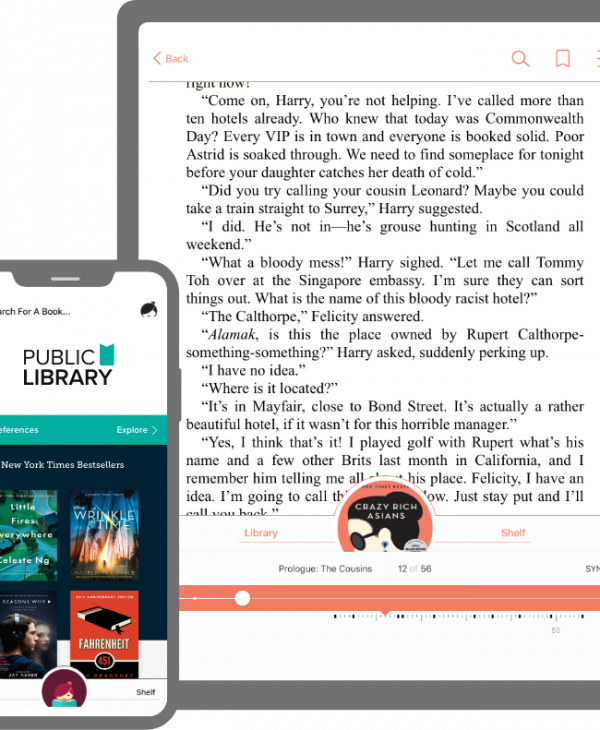 Back
right now!
“Come on, Harry, you’re not helping. I’ve called more than
ten hotels already. Who knew that today was Commonwealth
Day? Every VIP is in town and everyone is booked solid. Poor
Astrid is soaked through. We need to find someplace for tonight
before your daughter catches her death of cold.”
“Did you try calling your cousin Leonard? Maybe you could
take a train straight to Surrey,” Harry suggested.
“I did. He’s not in—he’s grouse hunting in Scotland all
weekend.”
“What a bloody mess!” Harry sighed. “Let me call Tommy
Toh over at the Singapore embassy. I’m sure they can sort
things out. What is the name of this bloody racist hotel?”
“The Calthorpe,” Felicity answered.
“Alamak, is this the place owned by Rupert Calthorpe-
something-something?” Harry asked, suddenly perking up.
“I have no idea.”
“Where is it located?”
“It’s in Mayfair, close to Bond Street. It’s actually a rather
beautiful hotel, if it wasn’t for this horrible manager.”
“Yes, I think that’s it! I played golf with Rupert what’s his
name and a few other Brits last month in California, and I
remember him telling me all about his place. Felicity, I have an
idea. I’m going to call th ow. Just stay put and I’ll
call you back.”
CRAZY RICH
ASIANS
Library
Shelf
Prologue: The Cousins
12 of 56
SYN
50
arch For A Book...
PUBLIC
LIBRARY
eferences
Explore
New York Times Bestsellers
Little
Fires
verywhere
Celeste Ng
WRINKLE
TIME
REASONS WHY
JAY ASHER
FAHRENHEIT
451
BRADBURY
Shelf